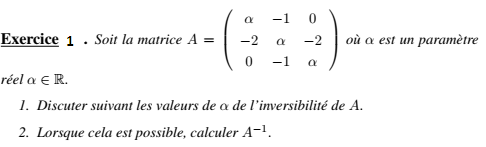 Exercice 1 . Soit la matrice A = ( α −1 0 ; −2 α −2 ; 0 −1 α ) où α est un paramètre
réel α ∈ ℝ.
1. Discuter suivant les valeurs de α de l'inversibilité de A.
2. Lorsque cela est possible, calculer A⁻¹.